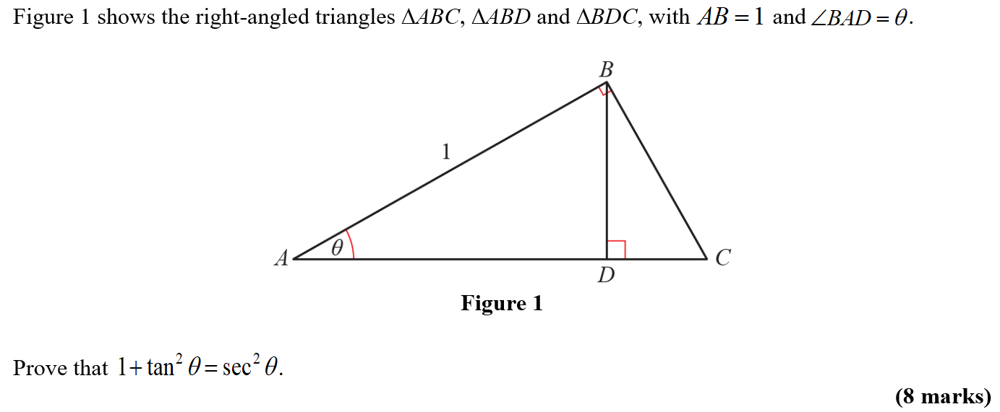 Figure 1 shows the right-angled triangles ΔABC, ΔABD and ΔBDC, with AB = 1 and ∠BAD = θ.
B
1
θ
A
C
D
Figure 1
Prove that 1 + tan² θ = sec² θ.
(8 marks)